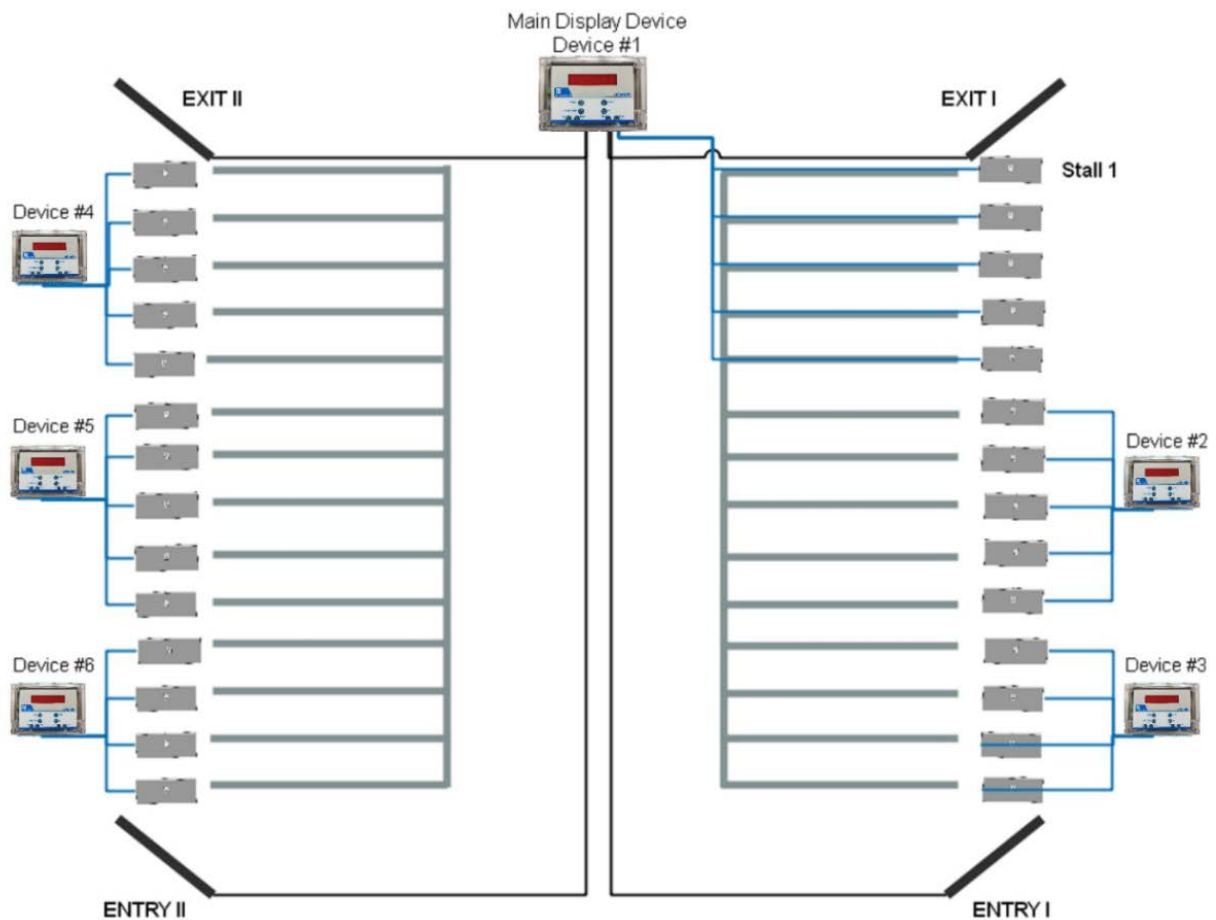 Main Display Device
Device #1
EXIT II
EXIT I
Stall 1
Device #4
Device #5
Device #2
Device #6
Device #3
ENTRY II
ENTRY I